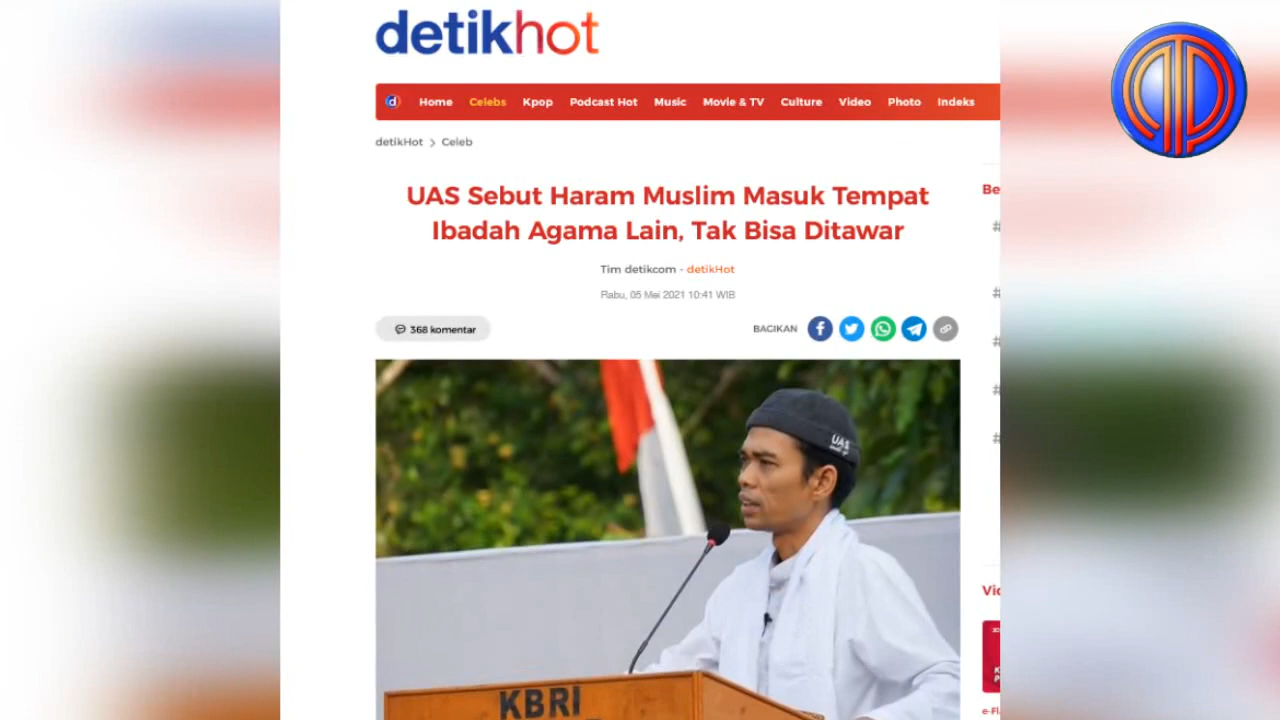 detikhot
Home Celebs Kpop Podcast Hot Music Movie & TV Culture Video Photo Indeks
detikHot > Celeb
UAS Sebut Haram Muslim Masuk Tempat
Ibadah Agama Lain, Tak Bisa Ditawar
Tim detikcom - detikHot
Rabu, 05 Mei 2021 10:41 WIB
368 komentar
BAGIKAN
Be
#
#
#
#
#
UAS
KBRI